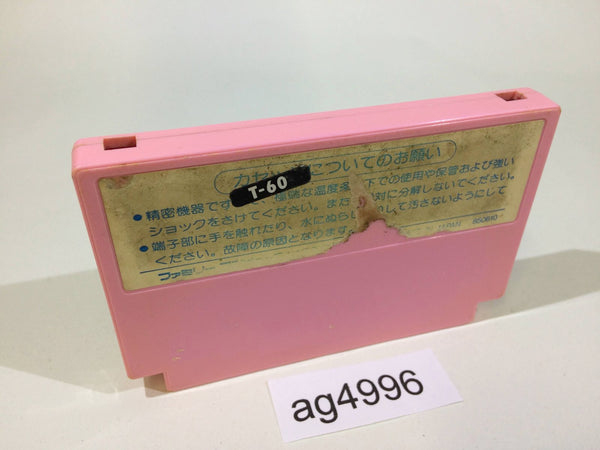 カセ についてのお願い
T-60
●精密機器です 極端な温度 下での使用や保管および強い
ショックをさけてください。また 対に分解しないでください。
●端子部に手を触れたり、水にぬら して汚さないようにして
ください。故障の原因となります
ファミ JAPAN 850610
ag4996